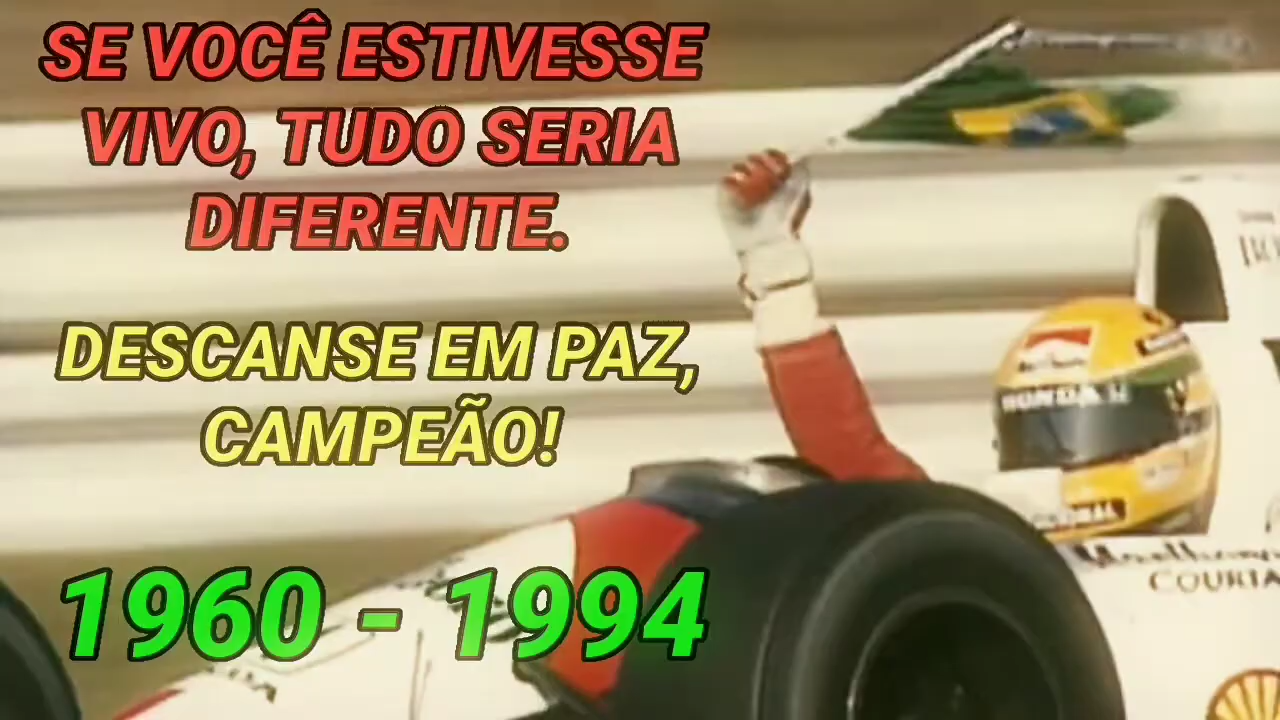 SE VOCÊ ESTIVESSE
VIVO, TUDO SERIA
DIFERENTE.
DESCANSE EM PAZ,
CAMPEÃO!
1960 - 1994
HONDA
COURTA